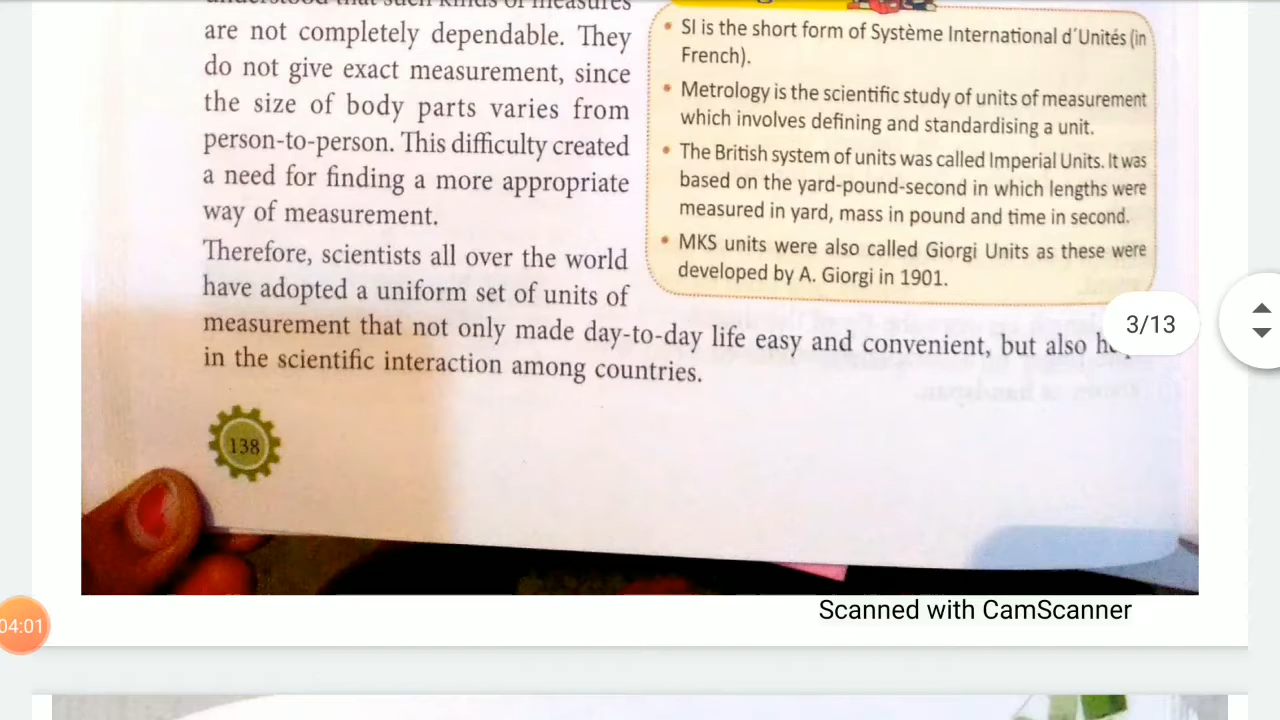 are not completely dependable. They
do not give exact measurement, since
the size of body parts varies from
person-to-person. This difficulty created
a need for finding a more appropriate
way of measurement.
Therefore, scientists all over the world
have adopted a uniform set of units of
measurement that not only made day-to-day life easy and convenient, but also
in the scientific interaction among countries.
138
• SI is the short form of Système International d'Unités (in
French).
• Metrology is the scientific study of units of measurement
which involves defining and standardising a unit.
• The British system of units was called Imperial Units. It was
based on the yard-pound-second in which lengths were
measured in yard, mass in pound and time in second.
• MKS units were also called Giorgi Units as these were
developed by A. Giorgi in 1901.
3/13
04:01
Scanned with CamScanner